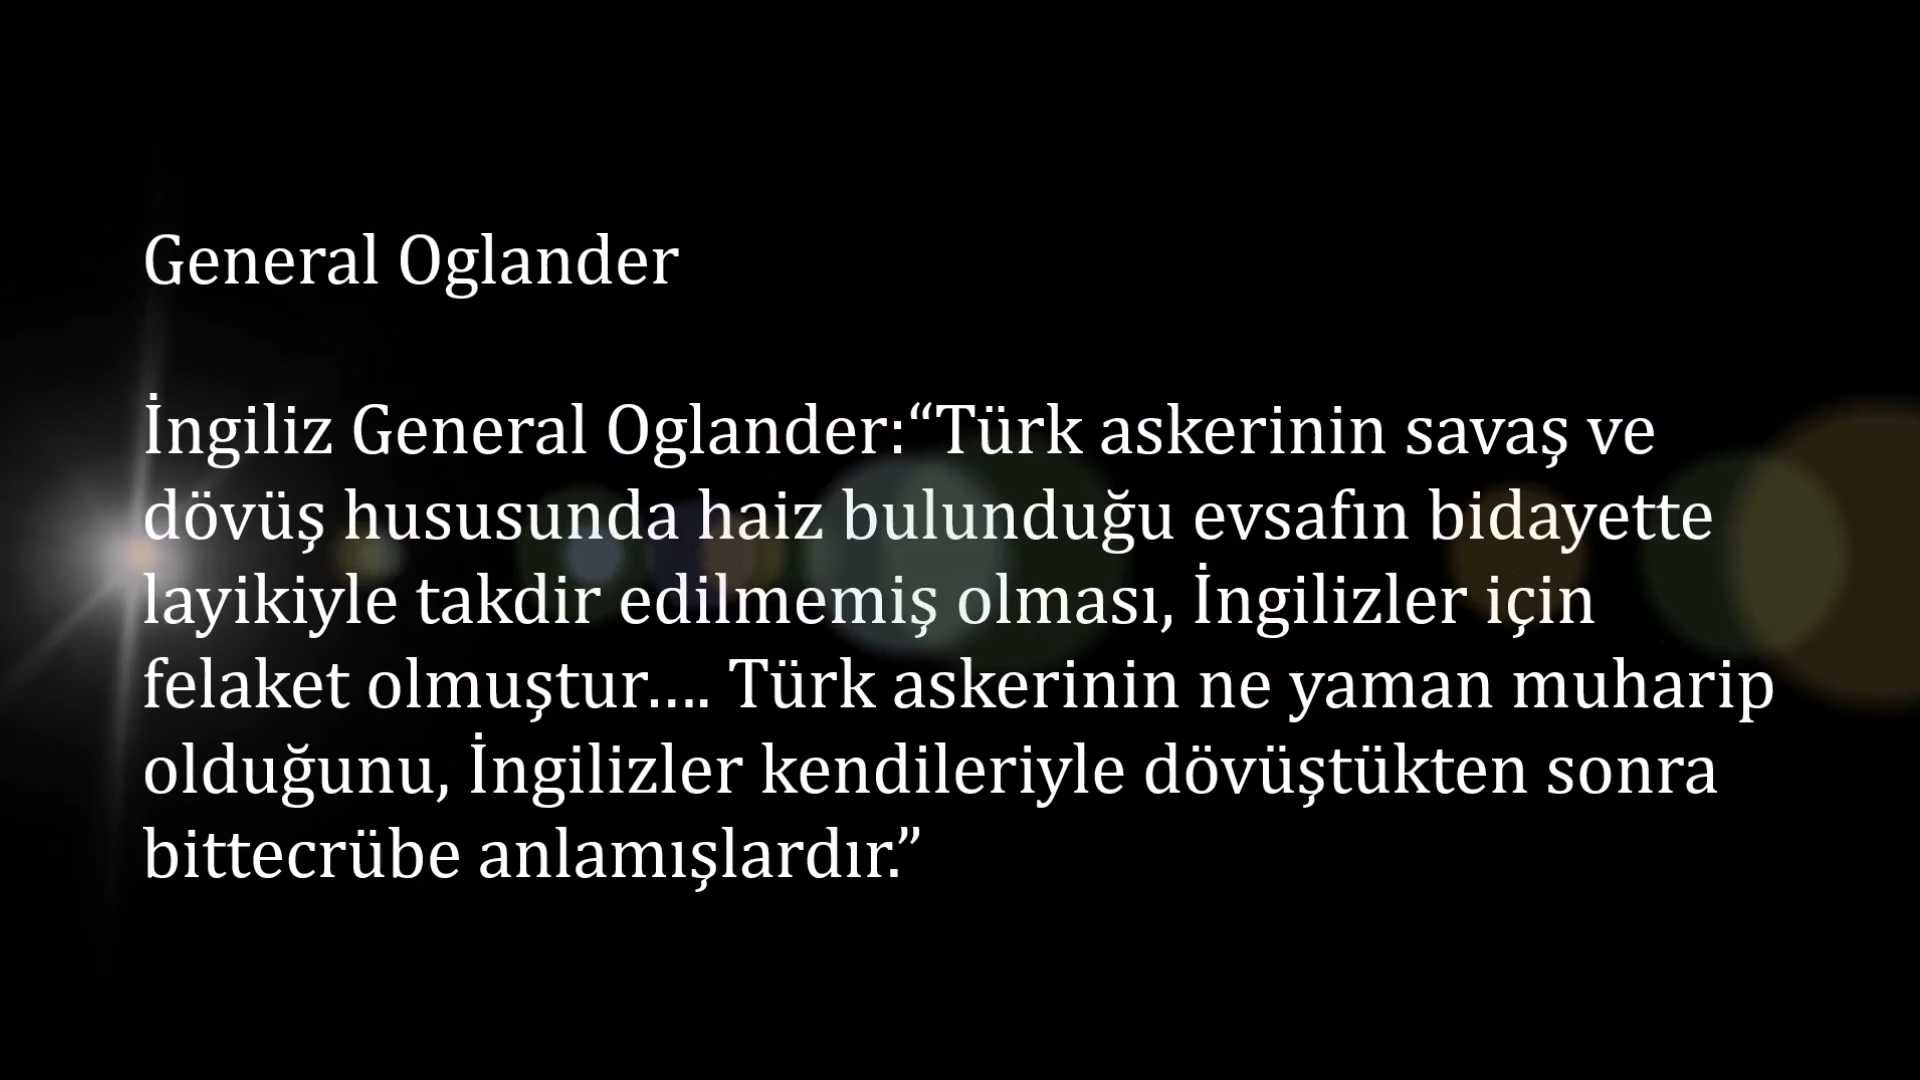 General Oglander
İngiliz General Oglander:“Türk askerinin savaş ve
dövüş hususunda haiz bulunduğu evsafın bidayette
layikiyle takdir edilmemiş olması, İngilizler için
felaket olmuştur…. Türk askerinin ne yaman muharip
olduğunu, İngilizler kendileriyle dövüştükten sonra
bittecrübe anlamışlardır.”